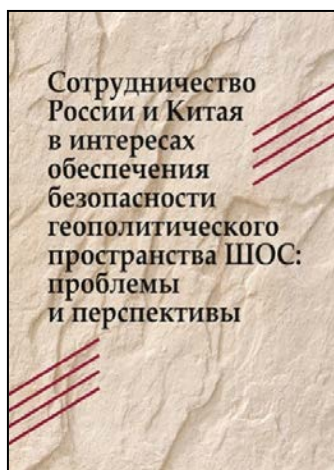 Сотрудничество
России и Китая
в интересах
обеспечения
безопасности
геополитического
пространства ШОС:
проблемы
и перспективы